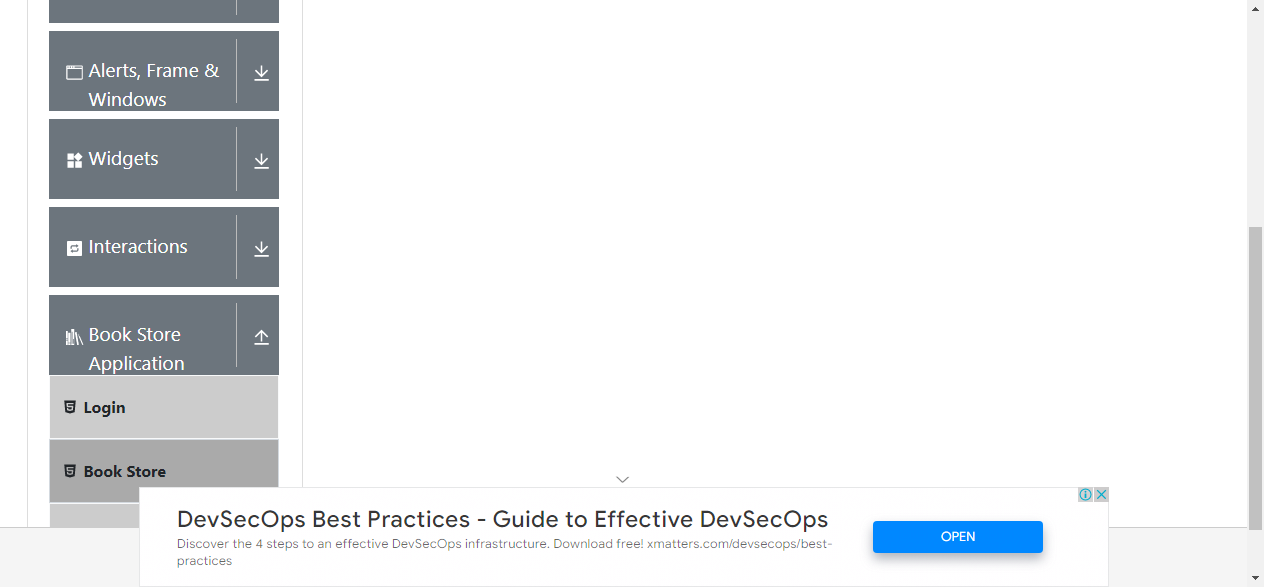 Alerts, Frame &
Windows
Widgets
Interactions
Book Store
Application
Login
Book Store
DevSecOps Best Practices - Guide to Effective DevSecOps
Discover the 4 steps to an effective DevSecOps infrastructure. Download free! xmatters.com/devsecops/best-
practices
OPEN